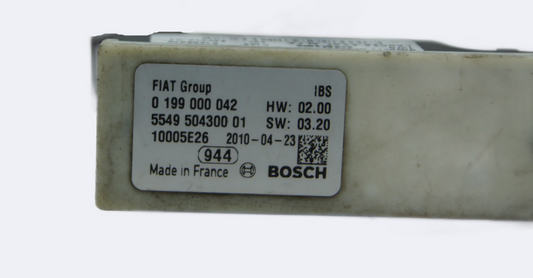 FIAT Group IBS
0 199 000 042 HW: 02.00
5549 504300 01 SW: 03.20
10005E26 2010-04-23
944
Made in France BOSCH